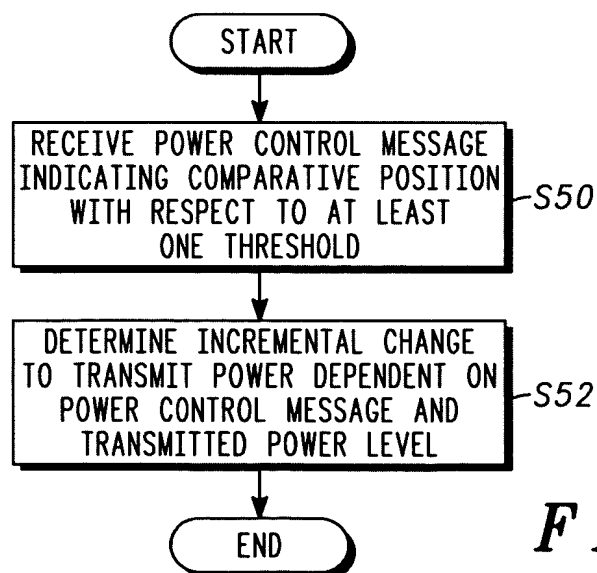 START
RECEIVE POWER CONTROL MESSAGE
INDICATING COMPARATIVE POSITION
WITH RESPECT TO AT LEAST
ONE THRESHOLD
S50
DETERMINE INCREMENTAL CHANGE
TO TRANSMIT POWER DEPENDENT ON
POWER CONTROL MESSAGE AND
TRANSMITTED POWER LEVEL
S52
END